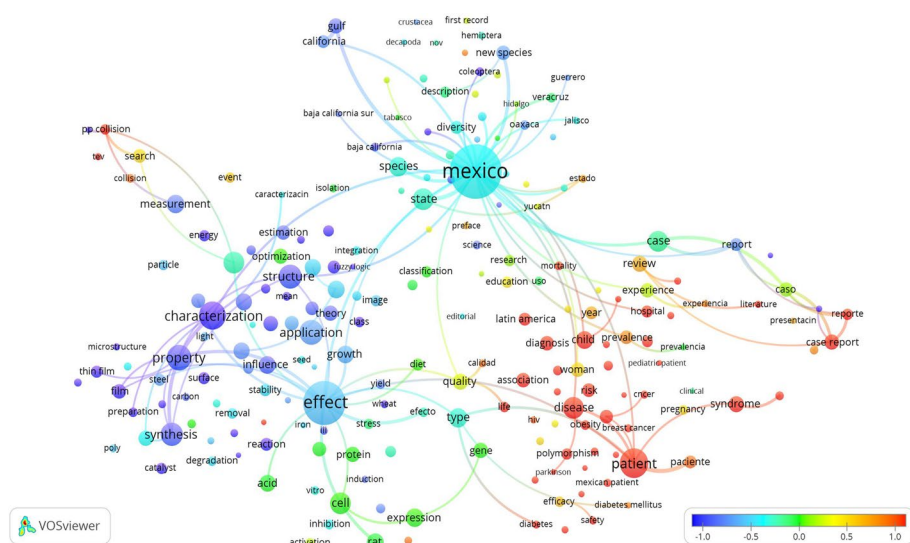 gulf
crustacea
first record
california
decapoda
nov
hemiptera
new species
coleoptera
guerrero
description
hidalgo
veracruz
baja california sur
tabasco
diversity
oaxaca
jalisco
pp collision
baja california
search
species
mexico
collision
event
isolation
estado
caracterizacin
state
yucatn
measurement
preface
energy
estimation
science
case
report
optimization
integration
research
mortality
review
particle
structure
fuzzy logic
classification
education
uso
experience
caso
mean
image
experiencia
literature
characterization
theory
class
editorial
latin america
year
hospital
presentacin
reporte
light
application
diagnosis
child
prevalence
prevalencia
case report
microstructure
property
growth
seed
diet
calidad
pediatric patient
thin film
steel
surface
influence
stability
yield
quality
association
woman
film
carbon
risk
cncer
clinical
preparation
removal
effect
wheat
efecto
life
disease
pregnancy
syndrome
iron
iii
stress
type
hiv
obesity
breast cancer
synthesis
reaction
poly
catalyst
degradation
protein
gene
polymorphism
patient
paciente
parkinson
acid
induction
mexican patient
vitro
cell
efficacy
diabetes mellitus
inhibition
expression
diabetes
safety
activation
rat
VOSviewer
-1.0
-0.5
0.0
0.5
1.0